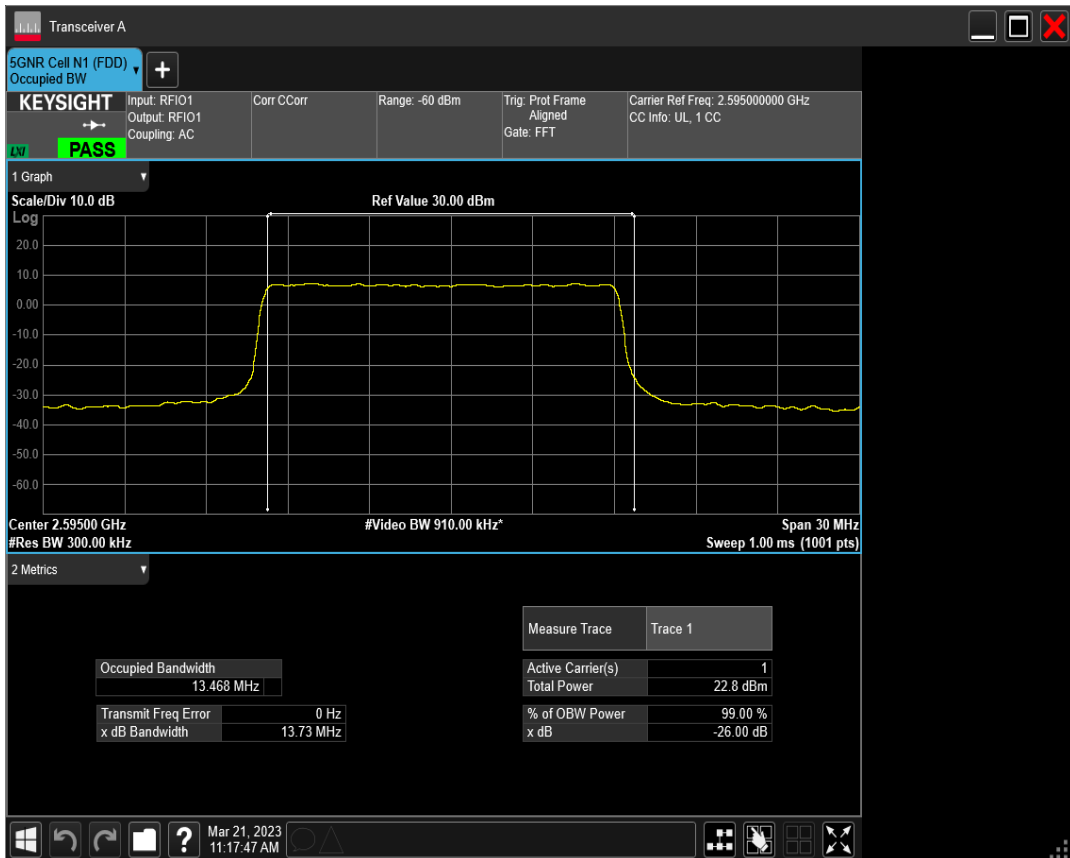 Transceiver A
5GNR Cell N1 (FDD)
Occupied BW
+
KEYSIGHT
LXI
PASS
Input: RFIO1
Output: RFIO1
Coupling: AC
Corr CCorr
Range: -60 dBm
Trig: Prot Frame
Aligned
Gate: FFT
Carrier Ref Freq: 2.595000000 GHz
CC Info: UL, 1 CC
1 Graph
Scale/Div 10.0 dB
Ref Value 30.00 dBm
Log
20.0
10.0
0.00
-10.0
-20.0
-30.0
-40.0
-50.0
-60.0
Center 2.59500 GHz
#Video BW 910.00 kHz*
Span 30 MHz
#Res BW 300.00 kHz
Sweep 1.00 ms (1001 pts)
2 Metrics
Measure Trace Trace 1
Occupied Bandwidth
13.468 MHz
Transmit Freq Error 0 Hz
x dB Bandwidth 13.73 MHz
Active Carrier(s) 1
Total Power 22.8 dBm
% of OBW Power 99.00 %
x dB -26.00 dB
?
Mar 21, 2023
11:17:47 AM